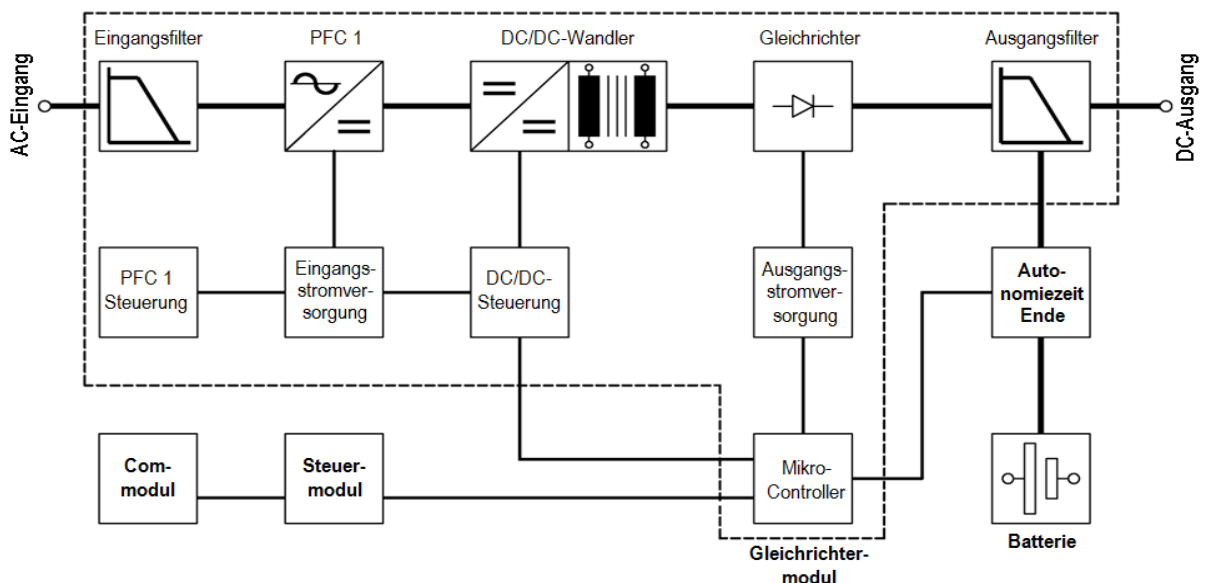 Eingangsfilter
PFC 1
DC/DC-Wandler
Gleichrichter
Ausgangsfilter
AC-Eingang
DC-Ausgang
PFC 1
Steuerung
Eingangs-
stromver-
sorgung
DC/DC-
Steuerung
Ausgangs-
stromver-
sorgung
Auto-
nomiezeit
Ende
Com-
modul
Steuer-
modul
Mikro-
Controller
Gleichrichter-
modul
Batterie